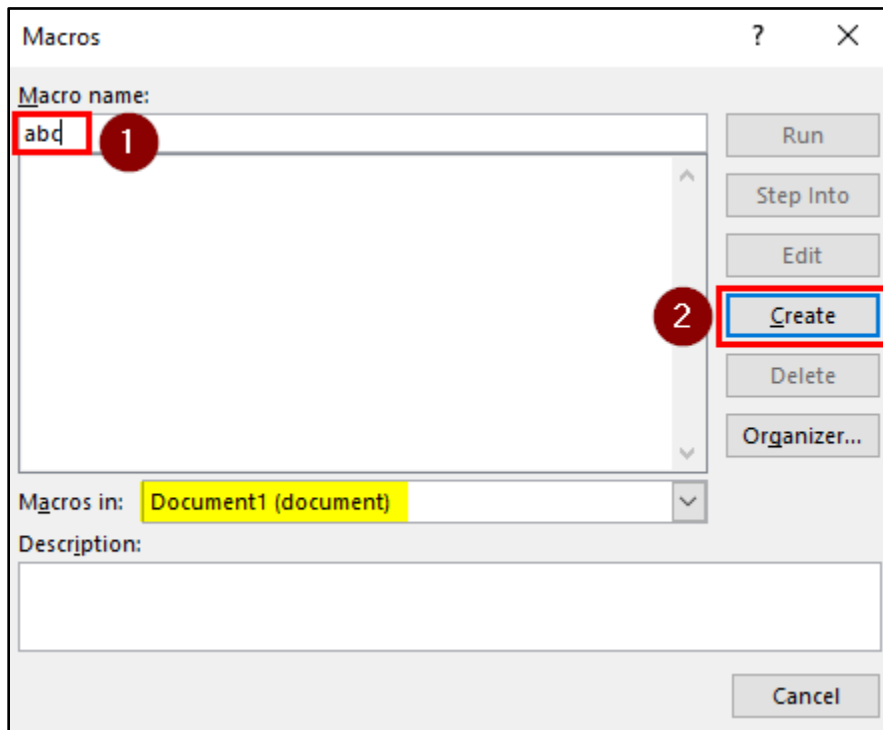 Macros ?
Macro name:
abc 1
Run
Step Into
Edit
2 Create
Delete
Organizer...
Macros in: Document1 (document)
Description:
Cancel